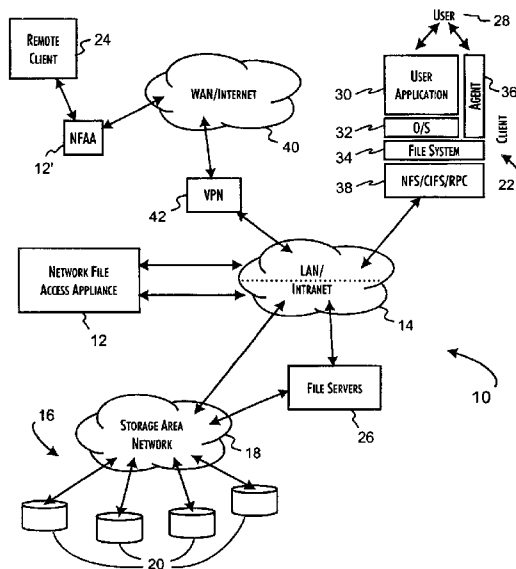 USER
28
24
REMOTE
CLIENT
30
USER
APPLICATION
AGENT
36
WAN/INTERNET
32
O/S
CLIENT
NFAA
34
FILE SYSTEM
12'
40
38
NFS/CIFS/RPC
22
VPN
42
NETWORK FILE
ACCESS APPLIANCE
LAN/
INTRANET
12
14
FILE SERVERS
10
16
STORAGE AREA
NETWORK
18
26
20